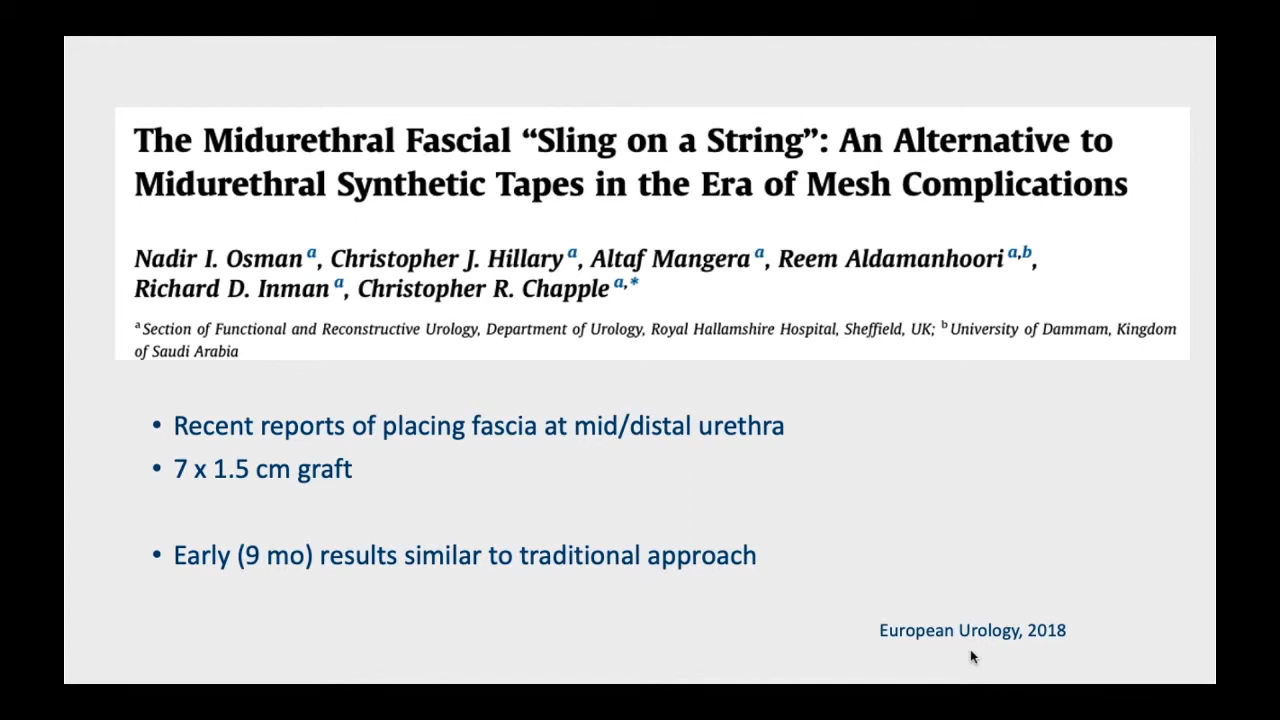 The Midurethral Fascial “Sling on a String”: An Alternative to
Midurethral Synthetic Tapes in the Era of Mesh Complications
Nadir I. Osman a, Christopher J. Hillary a, Altaf Mangera a, Reem Aldamanhoori a,b,
Richard D. Inman a, Christopher R. Chapple a,*
a Section of Functional and Reconstructive Urology, Department of Urology, Royal Hallamshire Hospital, Sheffield, UK; b University of Dammam, Kingdom
of Saudi Arabia
• Recent reports of placing fascia at mid/distal urethra
• 7 x 1.5 cm graft
• Early (9 mo) results similar to traditional approach
European Urology, 2018